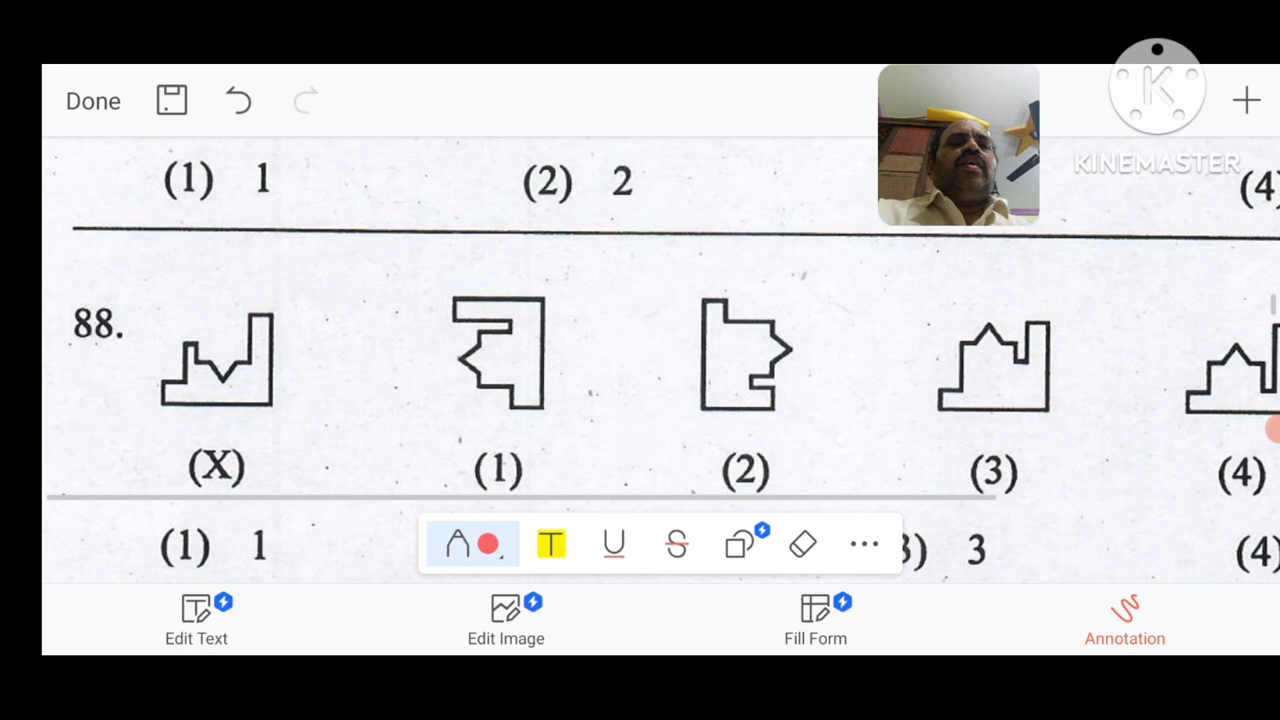 Done
KINEMASTER
(1) 1 (2) 2 (4)
88.
(X) (1) (2) (3) (4)
(1) 1 3) 3 (4)
T U S
Edit Text Edit Image Fill Form Annotation